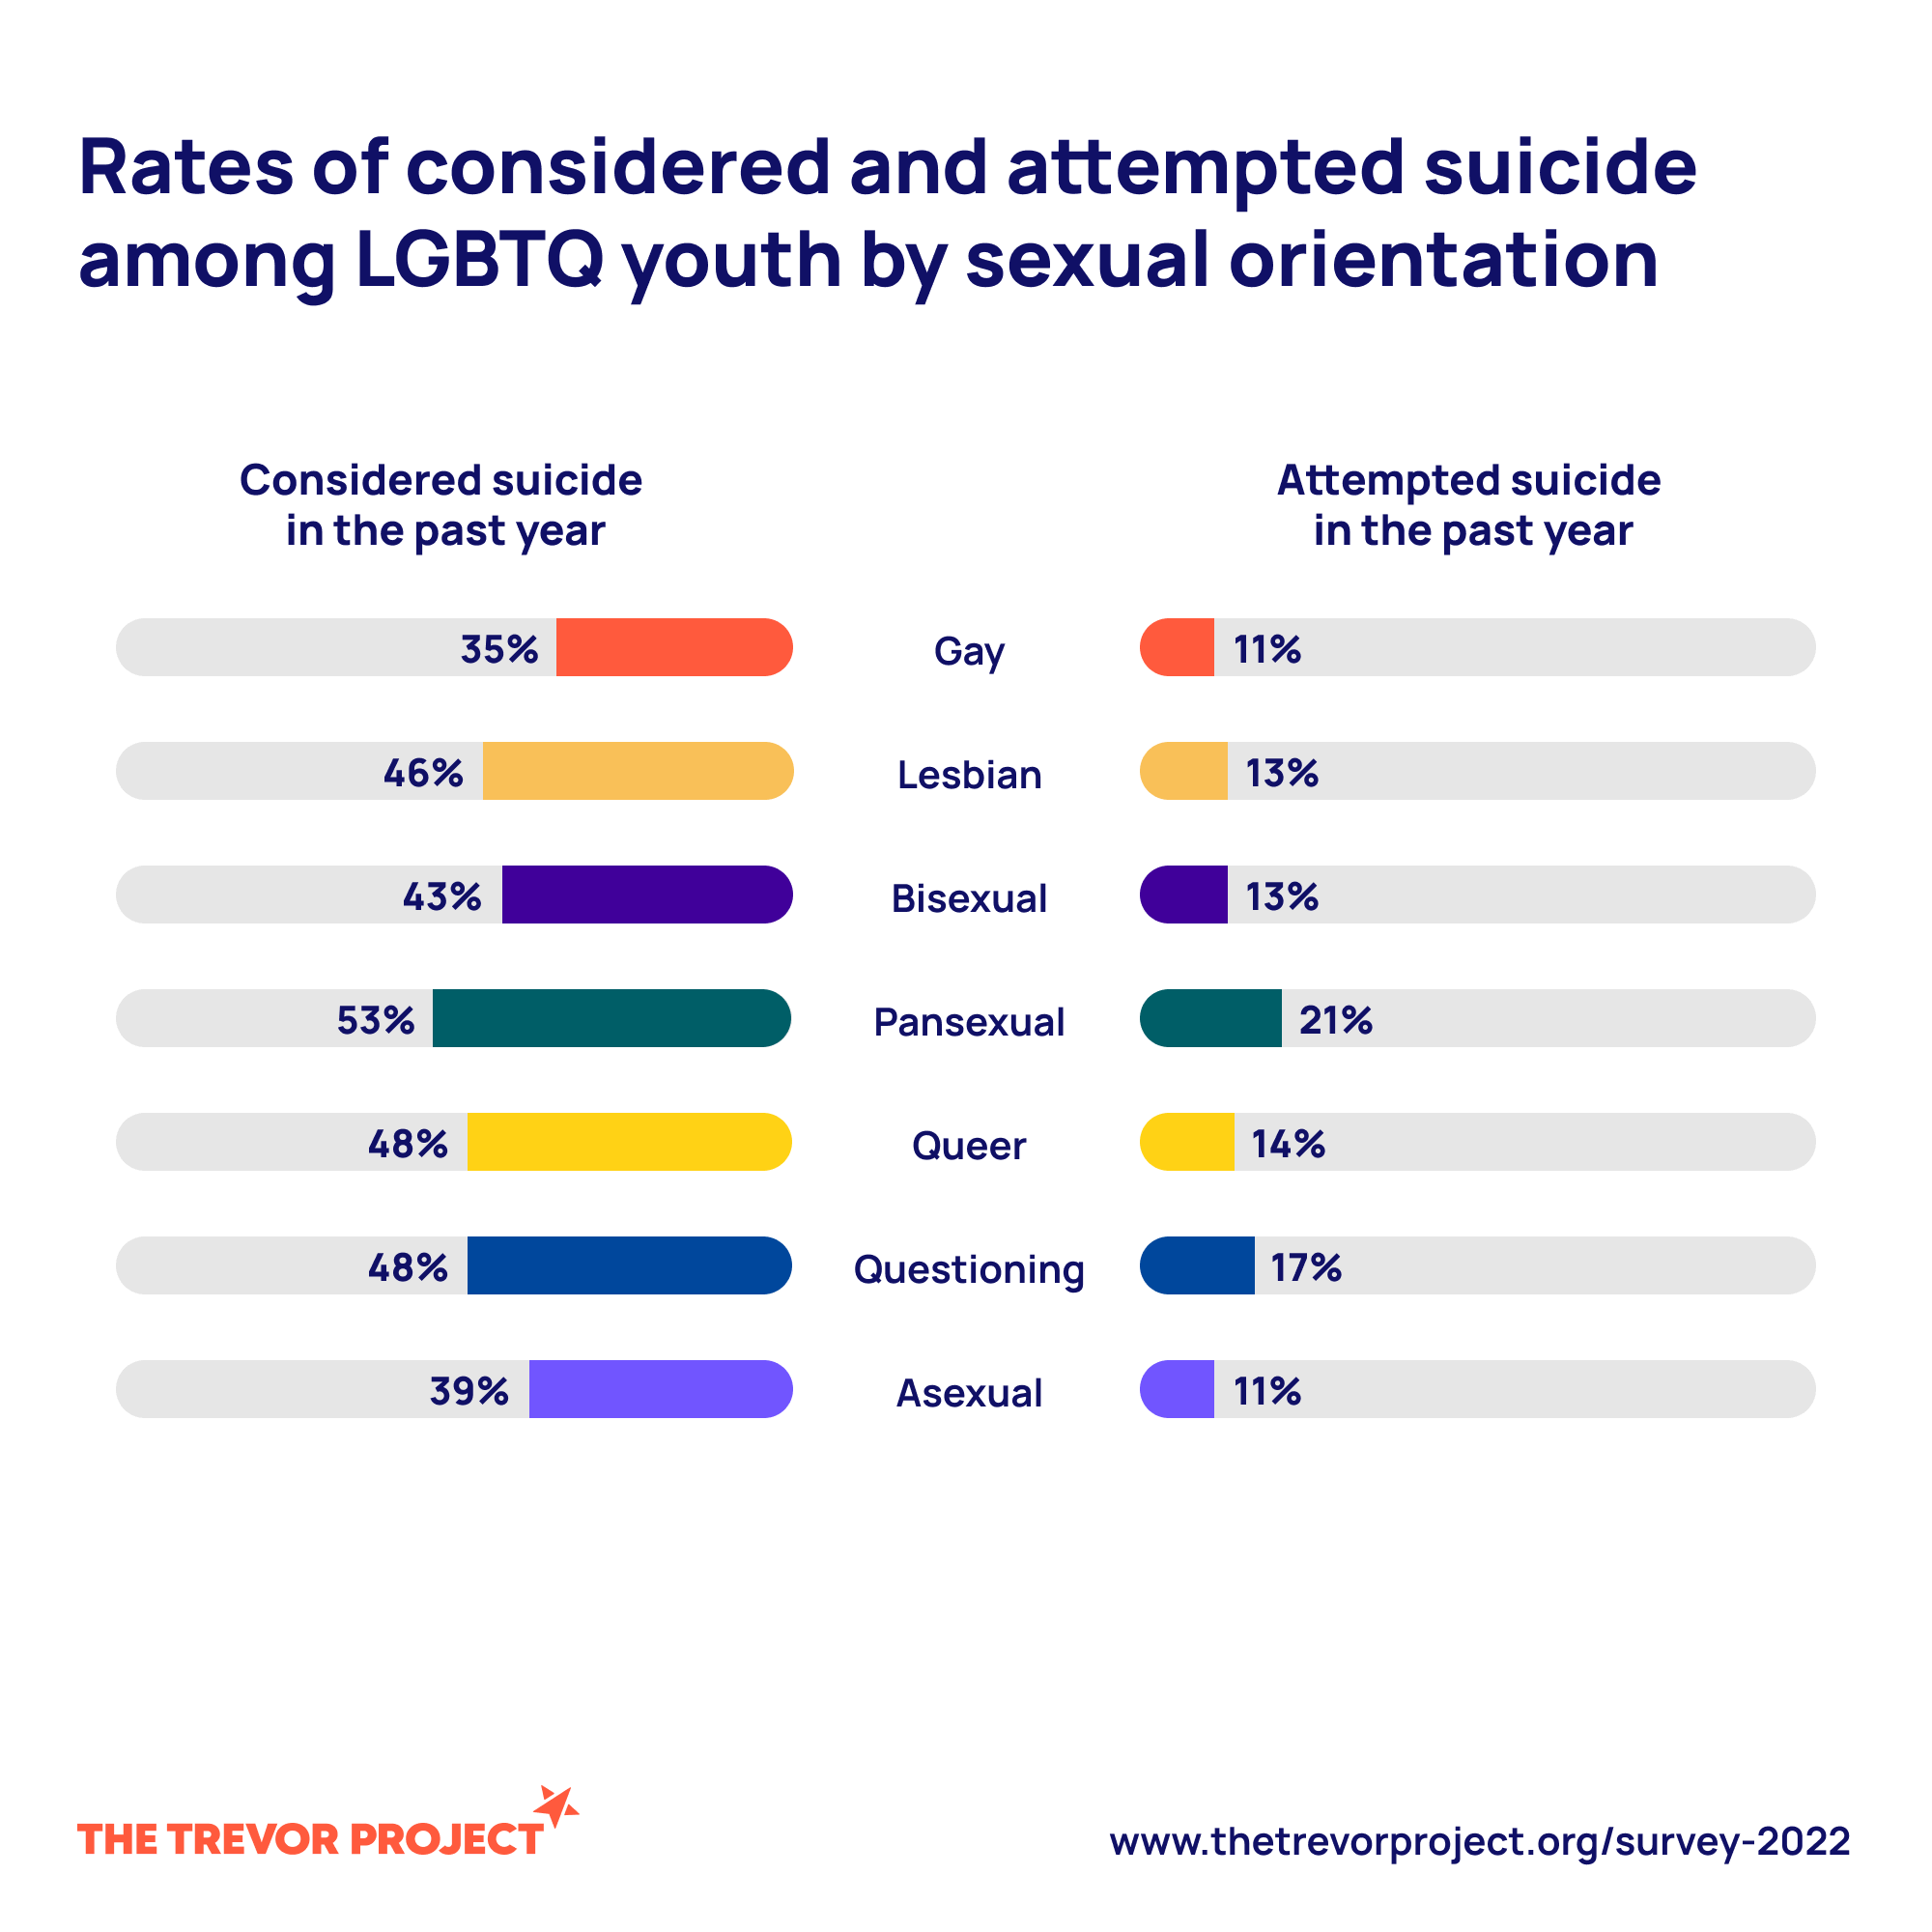 Rates of considered and attempted suicide
among LGBTQ youth by sexual orientation
Considered suicide
in the past year
Attempted suicide
in the past year
35% Gay 11%
46% Lesbian 13%
43% Bisexual 13%
53% Pansexual 21%
48% Queer 14%
48% Questioning 17%
39% Asexual 11%
THE TREVOR PROJECT
www.thetrevorproject.org/survey-2022